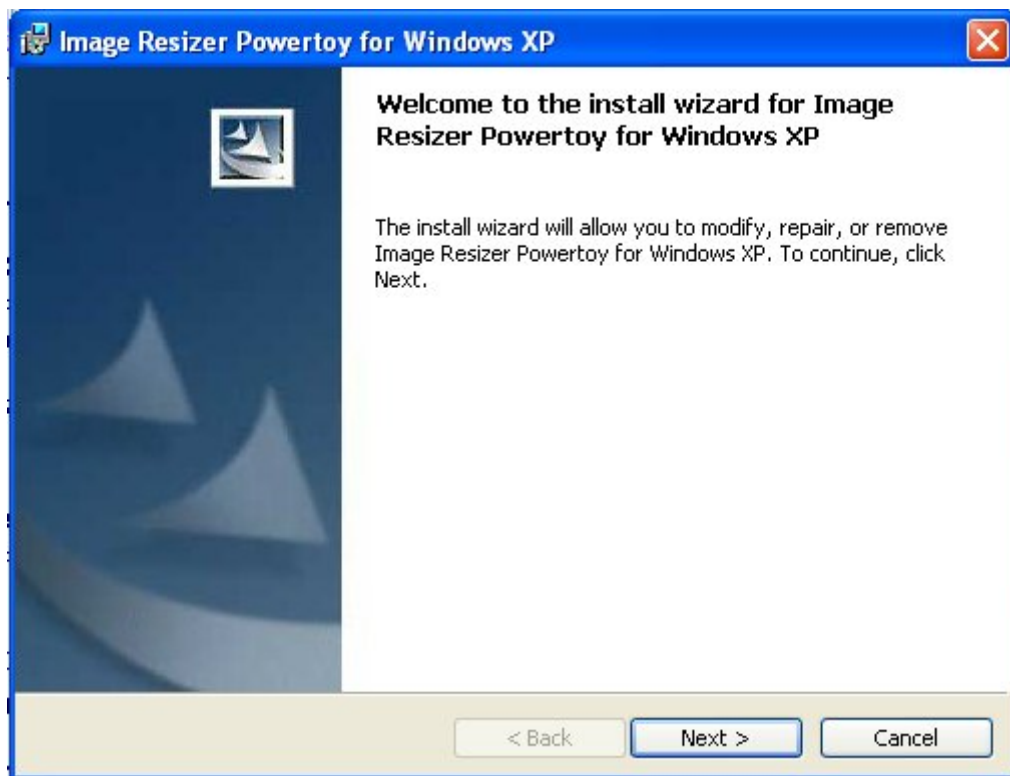 Image Resizer Powertoy for Windows XP
Welcome to the install wizard for Image
Resizer Powertoy for Windows XP
The install wizard will allow you to modify, repair, or remove
Image Resizer Powertoy for Windows XP. To continue, click
Next.
< Back
Next >
Cancel